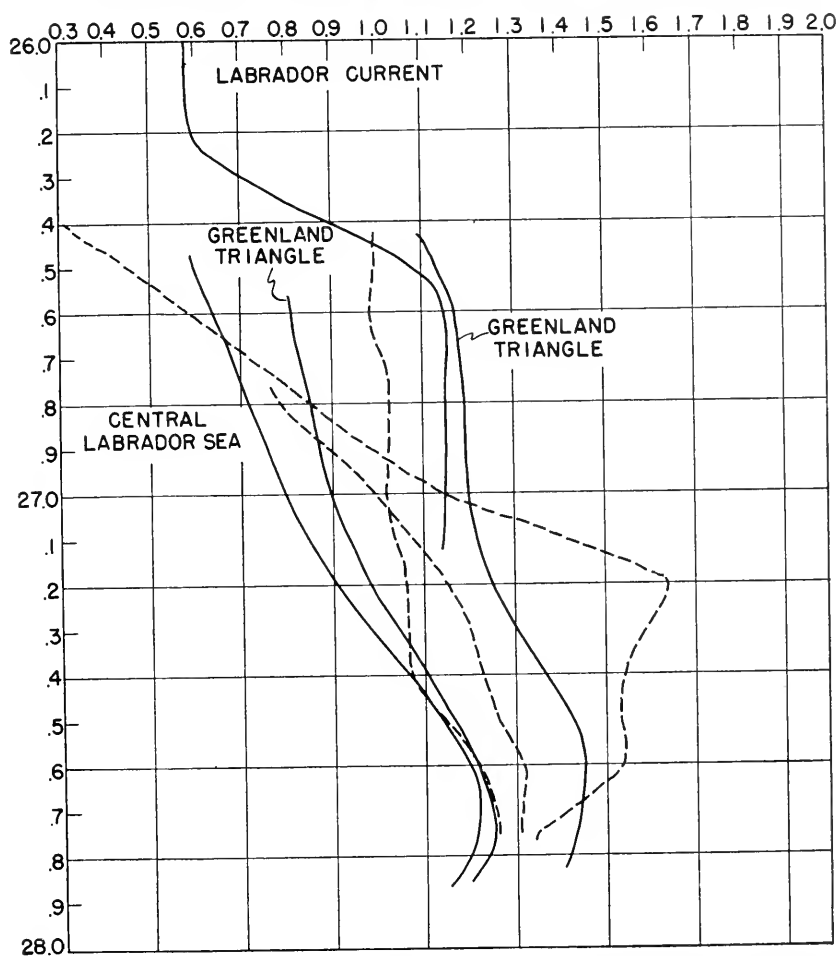 0.3 0.4 0.5 0.6 0.7 0.8 0.9 1.0 1.1 1.2 1.3 1.4 1.5 1.6 1.7 1.8 1.9 2.0
26.0
LABRADOR CURRENT
.1
.2
.3
.4
GREENLAND
TRIANGLE
.5
.6
GREENLAND
TRIANGLE
.7
.8
CENTRAL
LABRADOR SEA
.9
27.0
.1
.2
.3
.4
.5
.6
.7
.8
.9
28.0